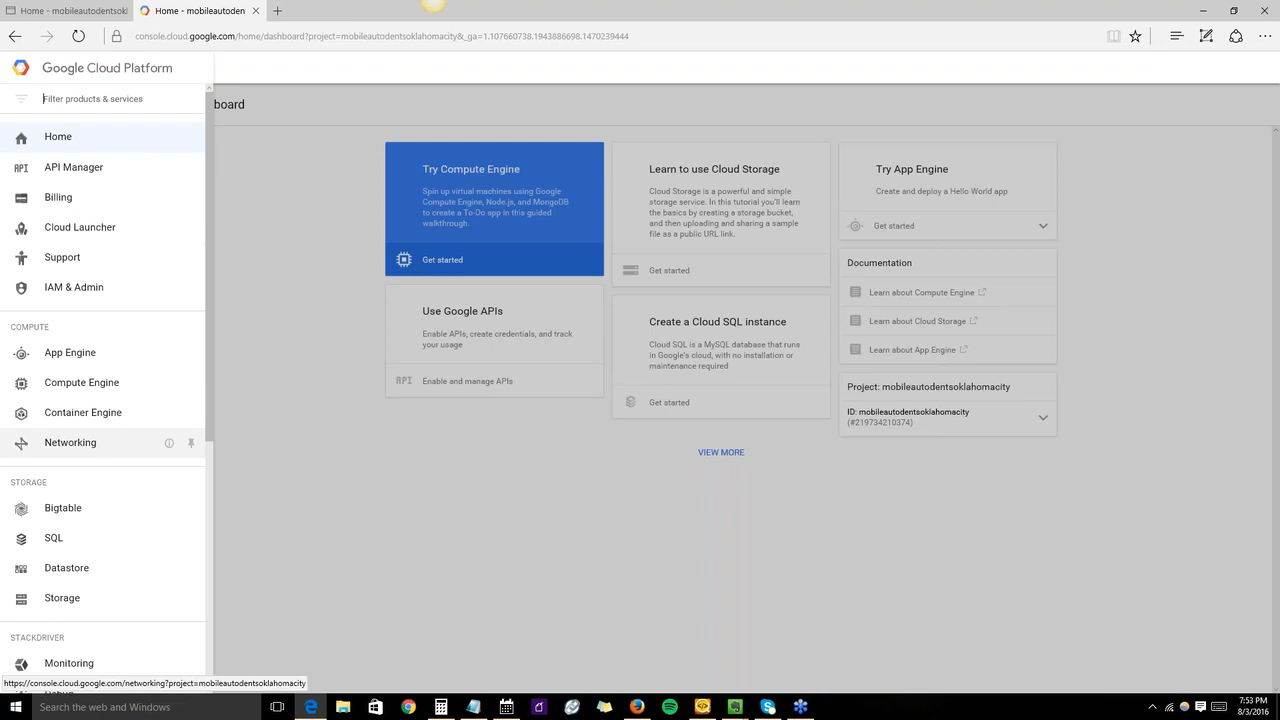 Home - mobileautodentsokl
Home - mobileautoden
console.cloud.google.com/home/dashboard?project=mobileautodentsoklahomacity&_ga=1.107660738.1943886698.1470239444
Google Cloud Platform
Filter products & services
Home
API Manager
Billing
Cloud Launcher
Support
IAM & Admin
COMPUTE
App Engine
Compute Engine
Container Engine
Networking
STORAGE
Bigtable
SQL
Datastore
Storage
STACKDRIVER
Monitoring
https://console.cloud.google.com/networking?project=mobileautodentsoklahomacity
board
Try Compute Engine
Spin up virtual machines using Google
Compute Engine, Node.js, and MongoDB
to create a To-Do app in this guided
walkthrough.
Get started
Use Google APIs
Enable APIs, create credentials, and track
your usage
API
Enable and manage APIs
Learn to use Cloud Storage
Cloud Storage is a powerful and simple
storage service. In this tutorial you'll learn
the basics by creating a storage bucket,
and then uploading and sharing a sample
file as a public URL link.
Get started
Create a Cloud SQL instance
Cloud SQL is a MySQL database that runs
in Google's cloud, with no installation or
maintenance required
Get started
VIEW MORE
Try App Engine
Create and deploy a Hello World app
Get started
Documentation
Learn about Compute Engine
Learn about Cloud Storage
Learn about App Engine
Project: mobileautodentsoklahomacity
ID: mobileautodentsoklahomacity
(#219734210374)
Search the web and Windows
7:53 PM
8/3/2016